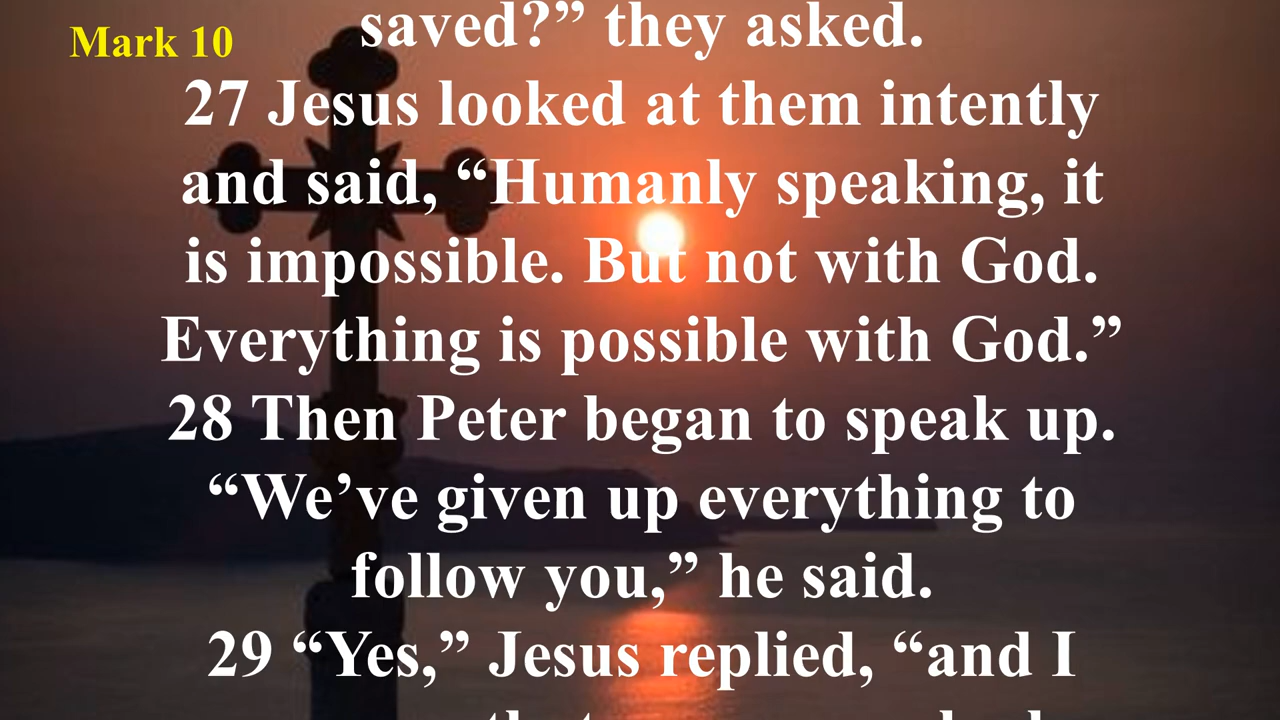 Mark 10
saved?” they asked.
27 Jesus looked at them intently
and said, “Humanly speaking, it
is impossible. But not with God.
Everything is possible with God.”
28 Then Peter began to speak up.
“We’ve given up everything to
follow you,” he said.
29 “Yes,” Jesus replied, “and I